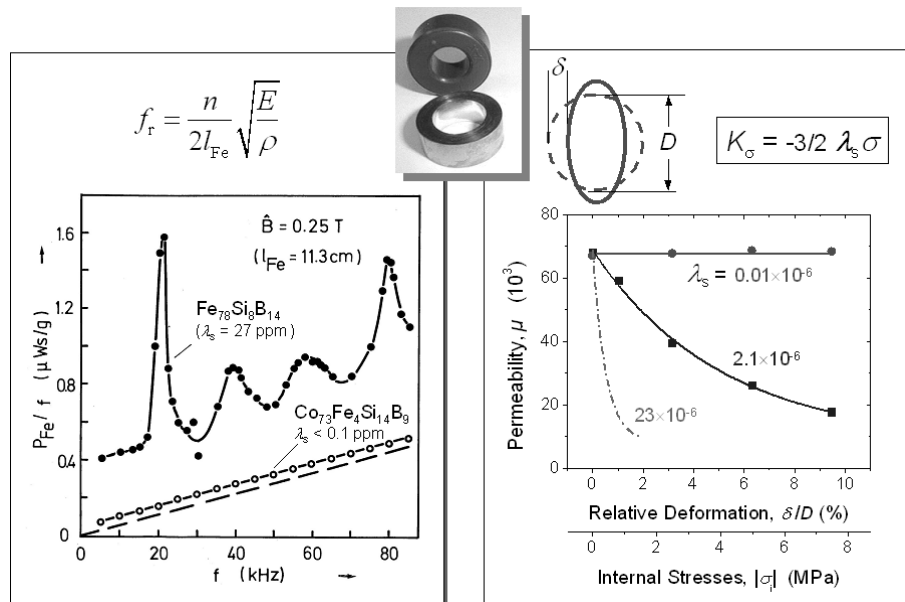 f_r = n / 2l_Fe √(E/ρ)
P_Fe/f (μWs/g)
1.6
1.2
0.8
0.4
0
B̂ = 0.25 T
(l_Fe = 11.3cm)
Fe78Si8B14
(λs = 27 ppm)
Co73Fe4Si14B9
λs < 0.1 ppm
0 20 40 60 80
f (kHz)
δ
D
K_σ = -3/2 λs σ
Permeability, μ (10³)
80
60
40
20
0
λs = 0.01×10⁻⁶
2.1×10⁻⁶
23×10⁻⁶
0 2 4 6 8 10
Relative Deformation, δ/D (%)
0 2 4 6 8
Internal Stresses, |σi| (MPa)